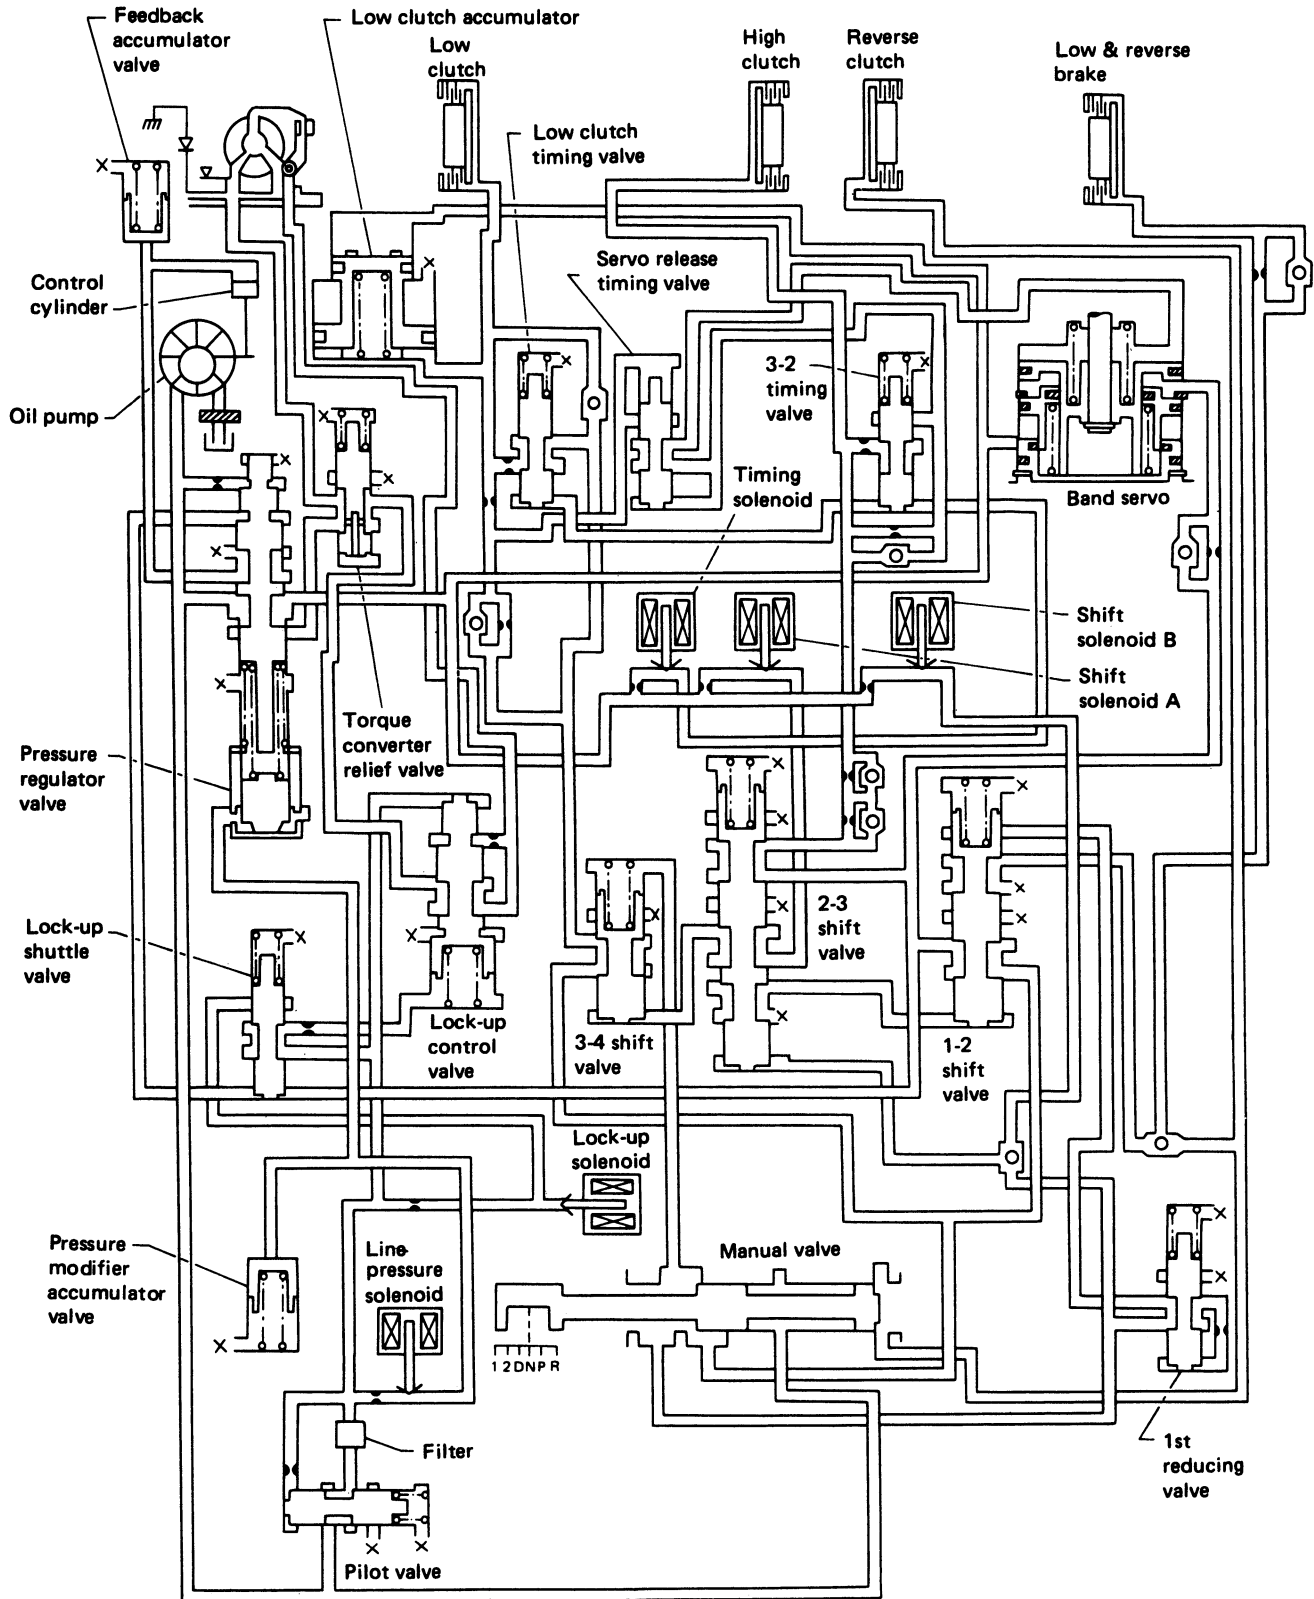 Feedback
accumulator
valve
Low clutch accumulator
Low
clutch
High
clutch
Reverse
clutch
Low & reverse
brake
Low clutch
timing valve
X
Servo release
timing valve
X
Control
cylinder
3-2
timing
valve
X
X
Oil pump
X
X
X
Timing
solenoid
Band servo
X
Shift
solenoid B
Shift
solenoid A
X
Torque
converter
relief valve
Pressure
regulator
valve
X
X
X
X
2-3
shift
valve
X
X
X
X
Lock-up
shuttle
valve
X
X
X
Lock-up
control
valve
3-4 shift
valve
1-2
shift
valve
Lock-up
solenoid
Pressure
modifier
accumulator
valve
X
Line
pressure
solenoid
Manual valve
X
X
1 2 D N P R
Filter
1st
reducing
valve
X
X
Pilot valve